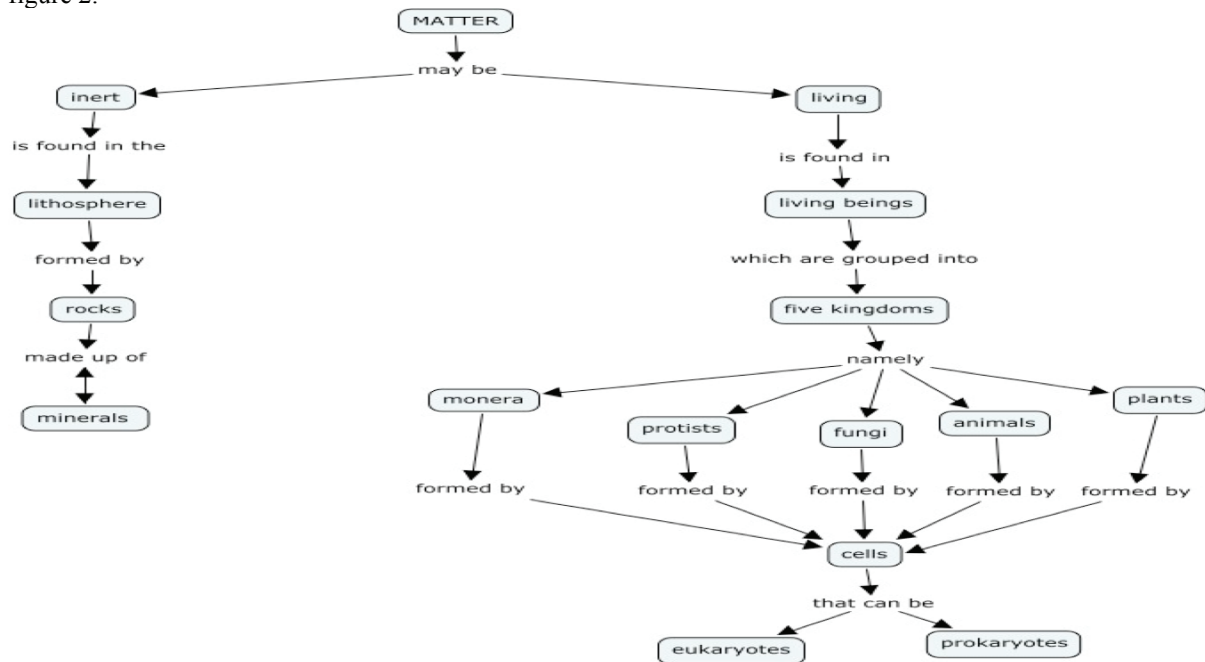 figure 2.
MATTER
may be
inert
living
is found in the
is found in
lithosphere
living beings
formed by
which are grouped into
rocks
five kingdoms
made up of
namely
minerals
monera
protists
fungi
animals
plants
formed by
formed by
formed by
formed by
formed by
cells
that can be
eukaryotes
prokaryotes